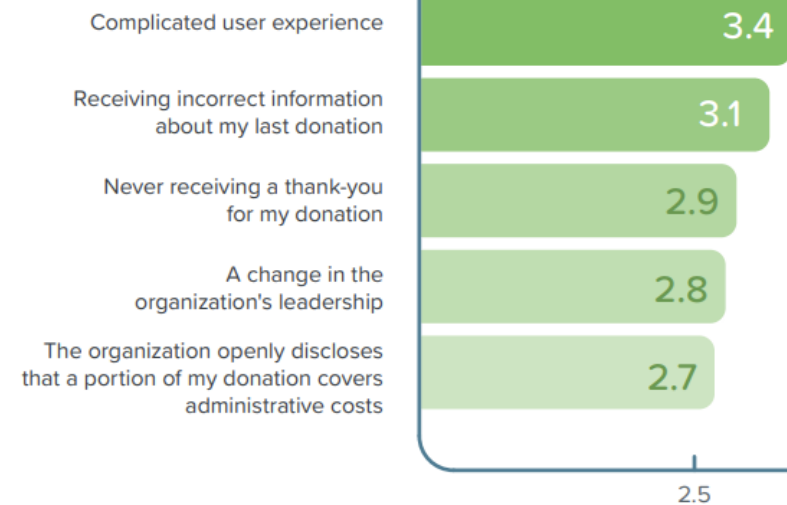 Complicated user experience
3.4
Receiving incorrect information
about my last donation
3.1
Never receiving a thank-you
for my donation
2.9
A change in the
organization's leadership
2.8
The organization openly discloses
that a portion of my donation covers
administrative costs
2.7
2.5